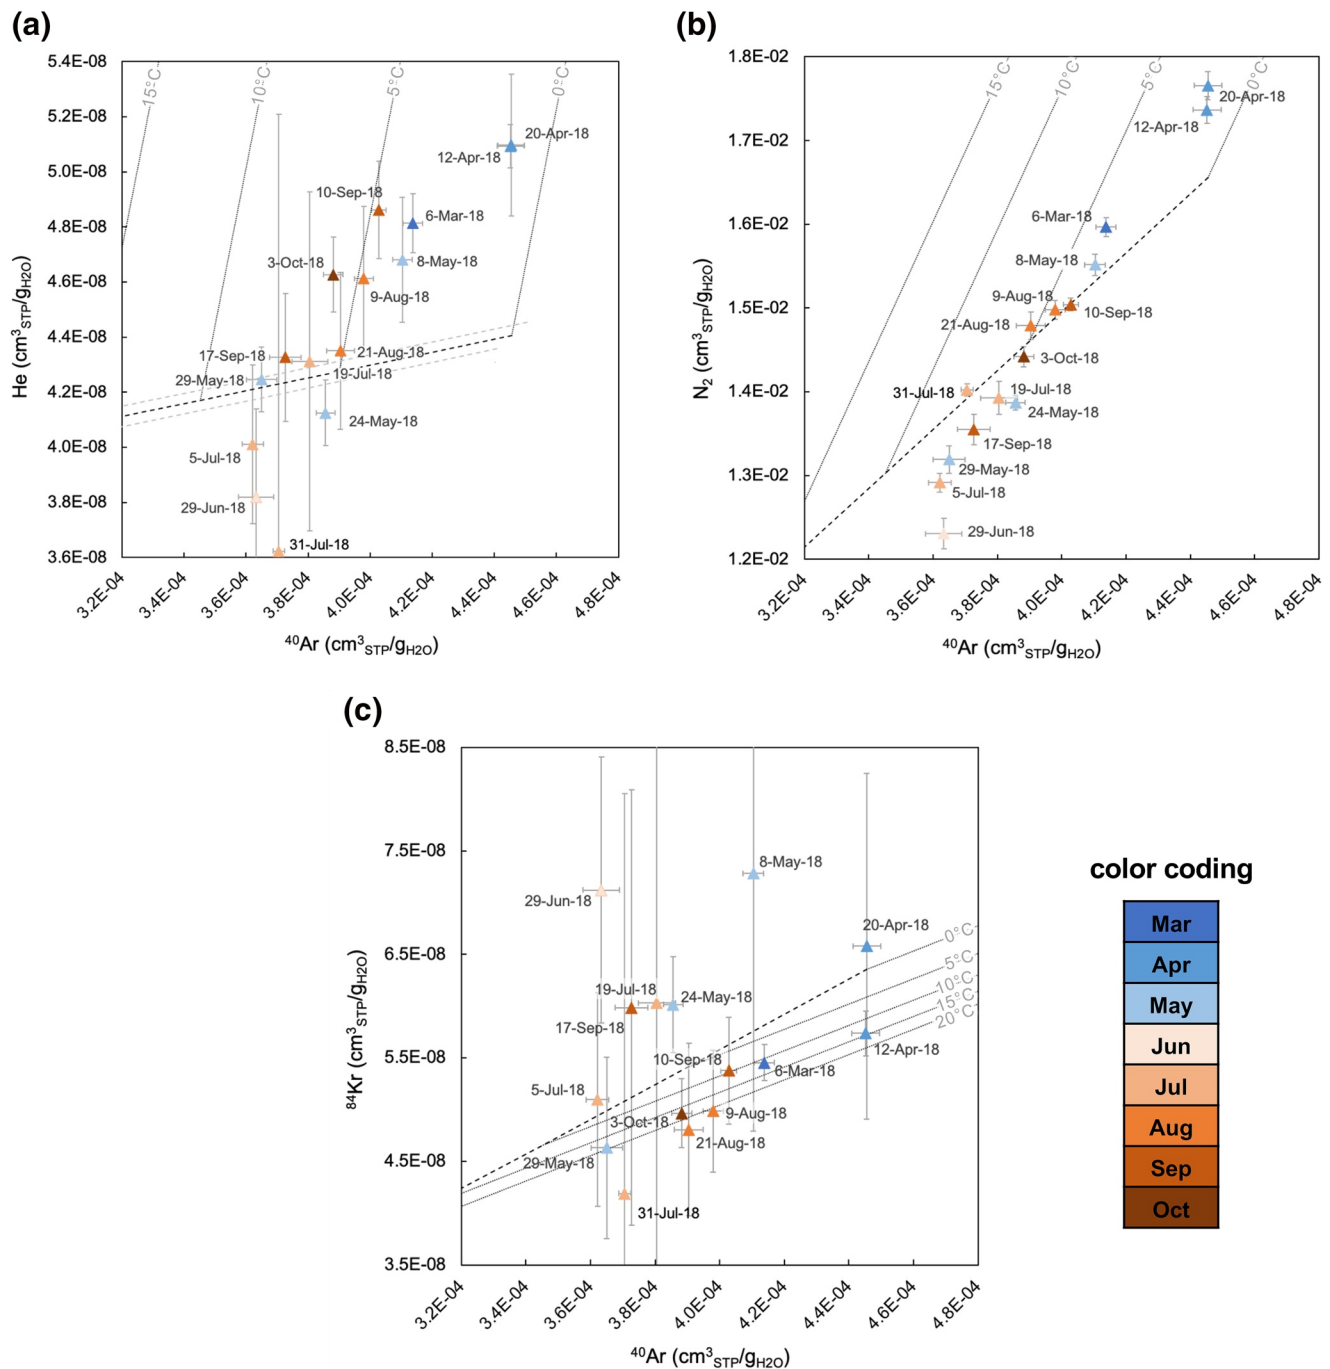 (a)
5.4E-08
5.2E-08
5.0E-08
4.8E-08
4.6E-08
4.4E-08
4.2E-08
4.0E-08
3.8E-08
3.6E-08
He (cm³STP/gH2O)
15°C
10°C
5°C
0°C
20-Apr-18
12-Apr-18
10-Sep-18
6-Mar-18
3-Oct-18
8-May-18
9-Aug-18
17-Sep-18
21-Aug-18
29-May-18
19-Jul-18
24-May-18
5-Jul-18
29-Jun-18
31-Jul-18
3.2E-04
3.4E-04
3.6E-04
3.8E-04
4.0E-04
4.2E-04
4.4E-04
4.6E-04
4.8E-04
⁴⁰Ar (cm³STP/gH2O)
(b)
1.8E-02
1.7E-02
1.6E-02
1.5E-02
1.4E-02
1.3E-02
1.2E-02
N₂ (cm³STP/gH2O)
15°C
10°C
5°C
0°C
20-Apr-18
12-Apr-18
6-Mar-18
8-May-18
9-Aug-18
10-Sep-18
21-Aug-18
3-Oct-18
31-Jul-18
19-Jul-18
24-May-18
17-Sep-18
29-May-18
5-Jul-18
29-Jun-18
3.2E-04
3.4E-04
3.6E-04
3.8E-04
4.0E-04
4.2E-04
4.4E-04
4.6E-04
4.8E-04
⁴⁰Ar (cm³STP/gH2O)
(c)
8.5E-08
7.5E-08
6.5E-08
5.5E-08
4.5E-08
3.5E-08
⁸⁴Kr (cm³STP/gH2O)
8-May-18
29-Jun-18
20-Apr-18
0°C
5°C
10°C
15°C
20°C
19-Jul-18
24-May-18
17-Sep-18
12-Apr-18
10-Sep-18
6-Mar-18
5-Jul-18
3-Oct-18
9-Aug-18
21-Aug-18
29-May-18
31-Jul-18
3.2E-04
3.4E-04
3.6E-04
3.8E-04
4.0E-04
4.2E-04
4.4E-04
4.6E-04
4.8E-04
⁴⁰Ar (cm³STP/gH2O)
color coding
Mar
Apr
May
Jun
Jul
Aug
Sep
Oct